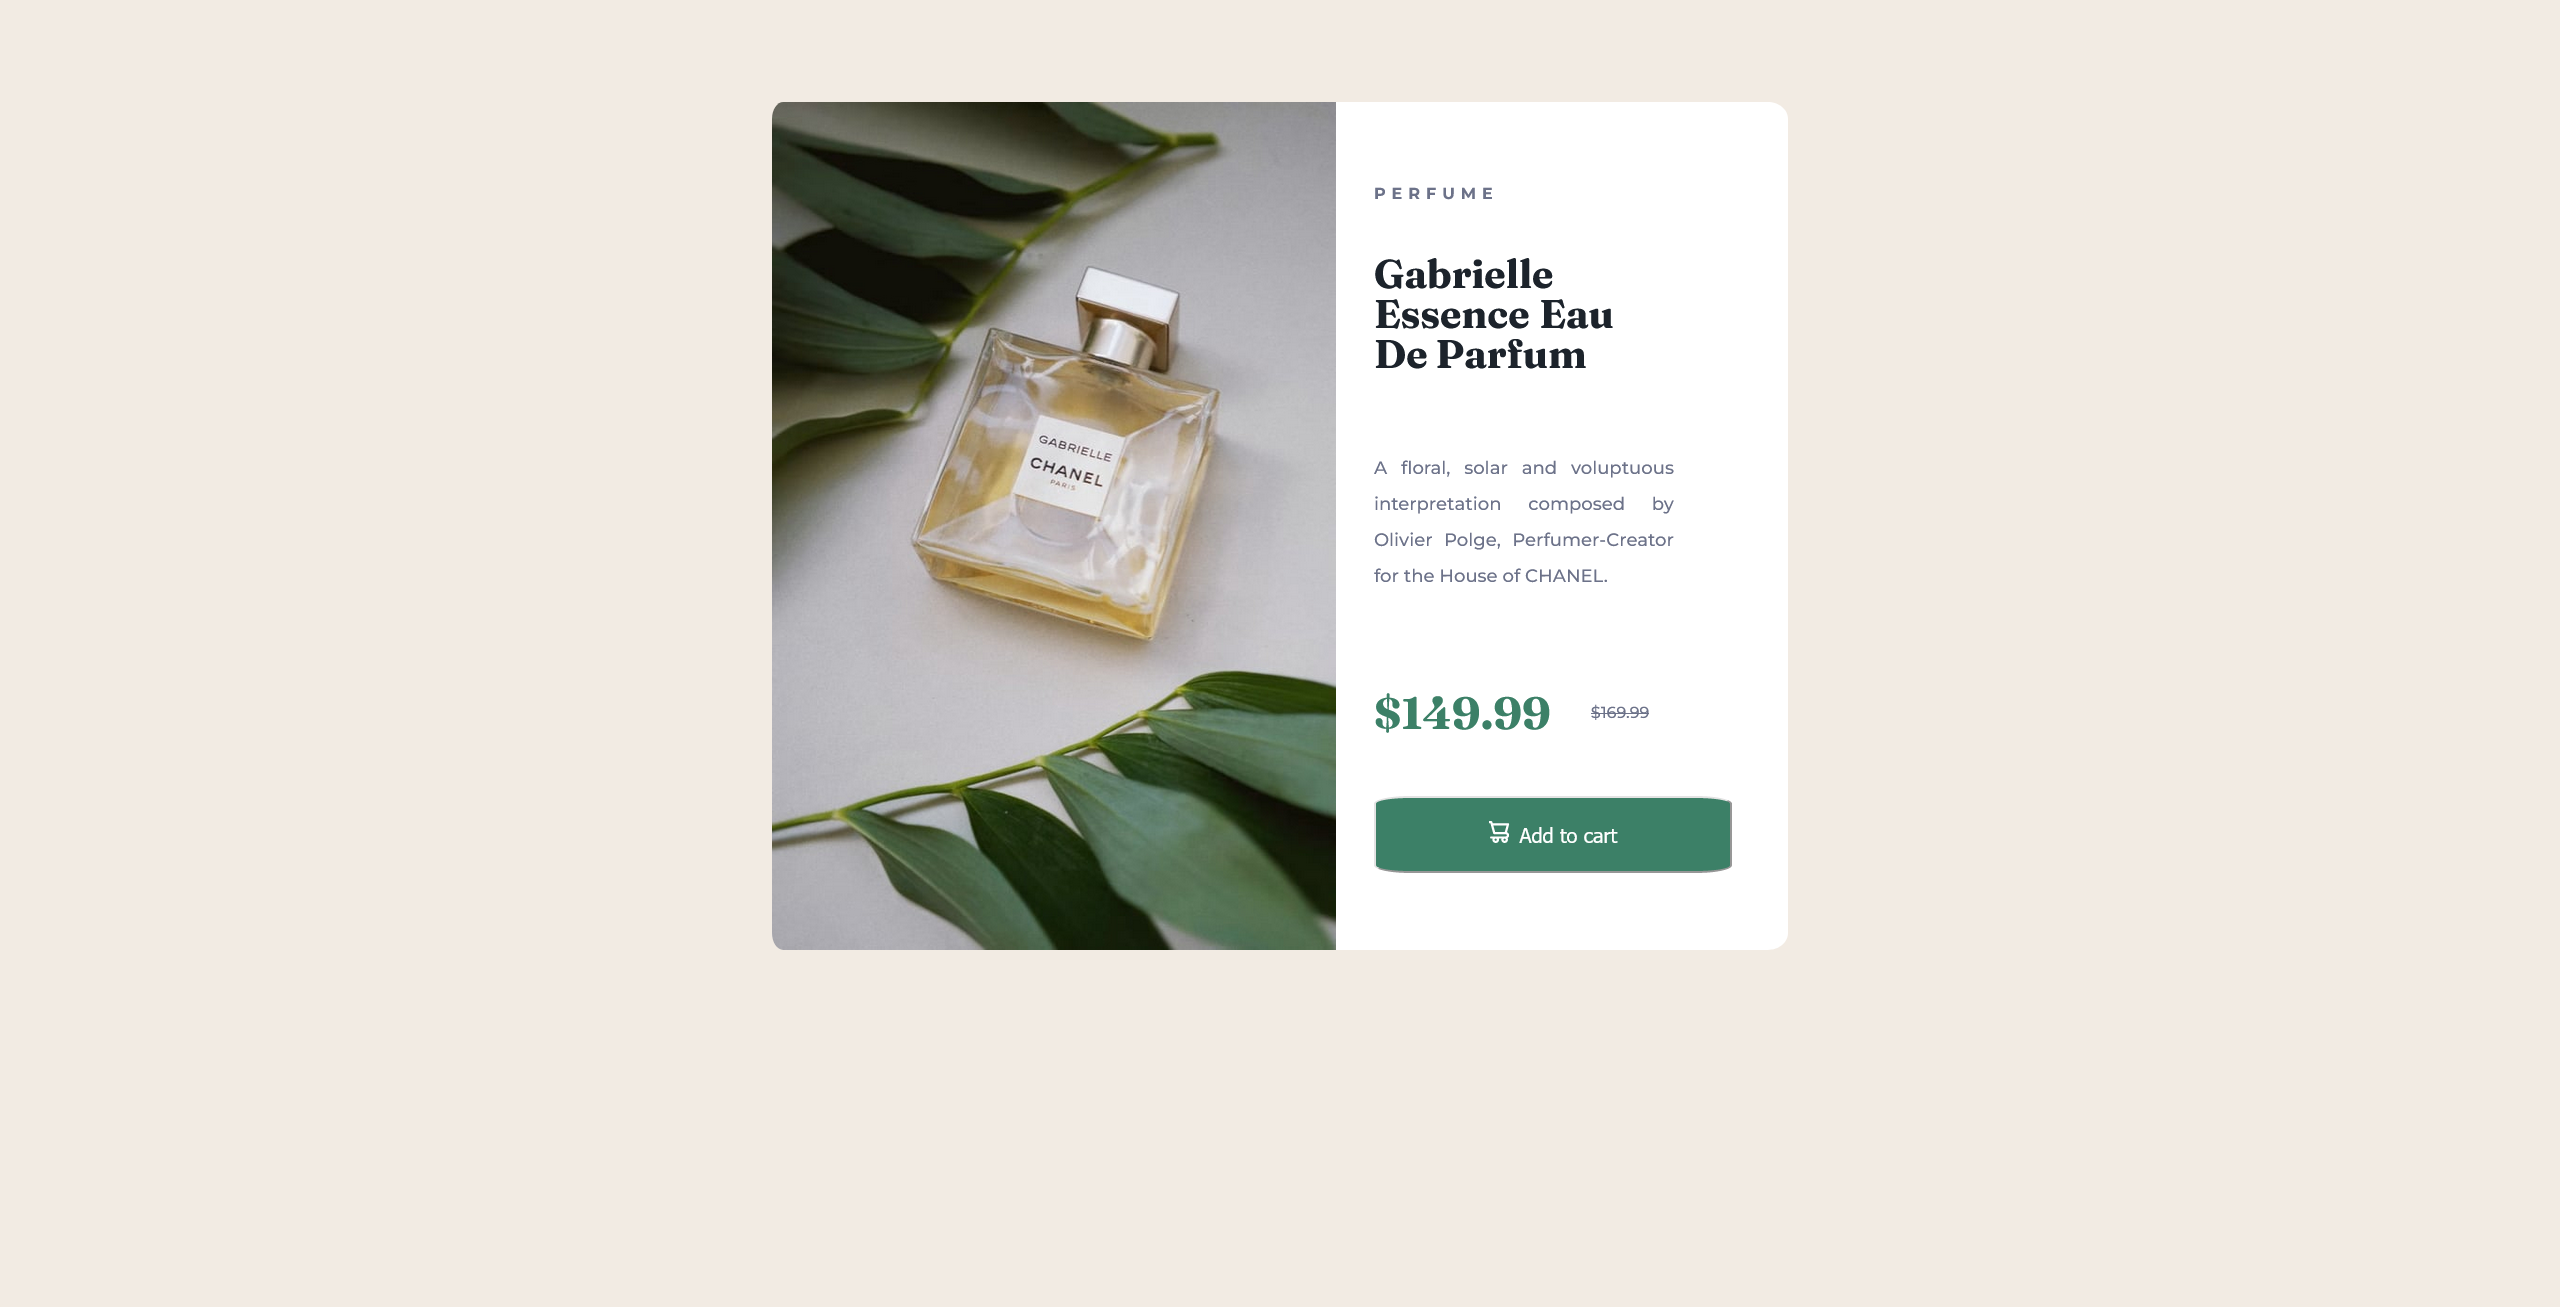 PERFUME
Gabrielle
Essence Eau
De Parfum
GABRIELLE
CHANEL
PARIS
A floral, solar and voluptuous
interpretation composed by
Olivier Polge, Perfumer-Creator
for the House of CHANEL.
$149.99 $169.99
Add to cart